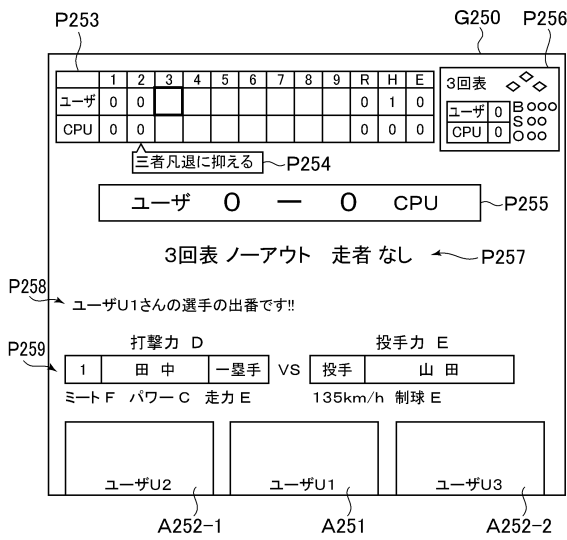 P253
G250
P256
1 2 3 4 5 6 7 8 9 R H E
ユーザ 0 0 0 1 0
CPU 0 0 0 0 0
3回表
ユーザ 0
CPU 0
B
S
O
三者凡退に抑える
P254
ユーザ 0 ー 0 CPU
P255
3回表 ノーアウト 走者 なし
P257
P258
ユーザU1さんの選手の出番です!!
P259
打撃力 D
投手力 E
1 田中 一塁手 VS 投手 山田
ミート F パワー C 走力 E
135km/h 制球 E
ユーザU2
ユーザU1
ユーザU3
A252-1
A251
A252-2